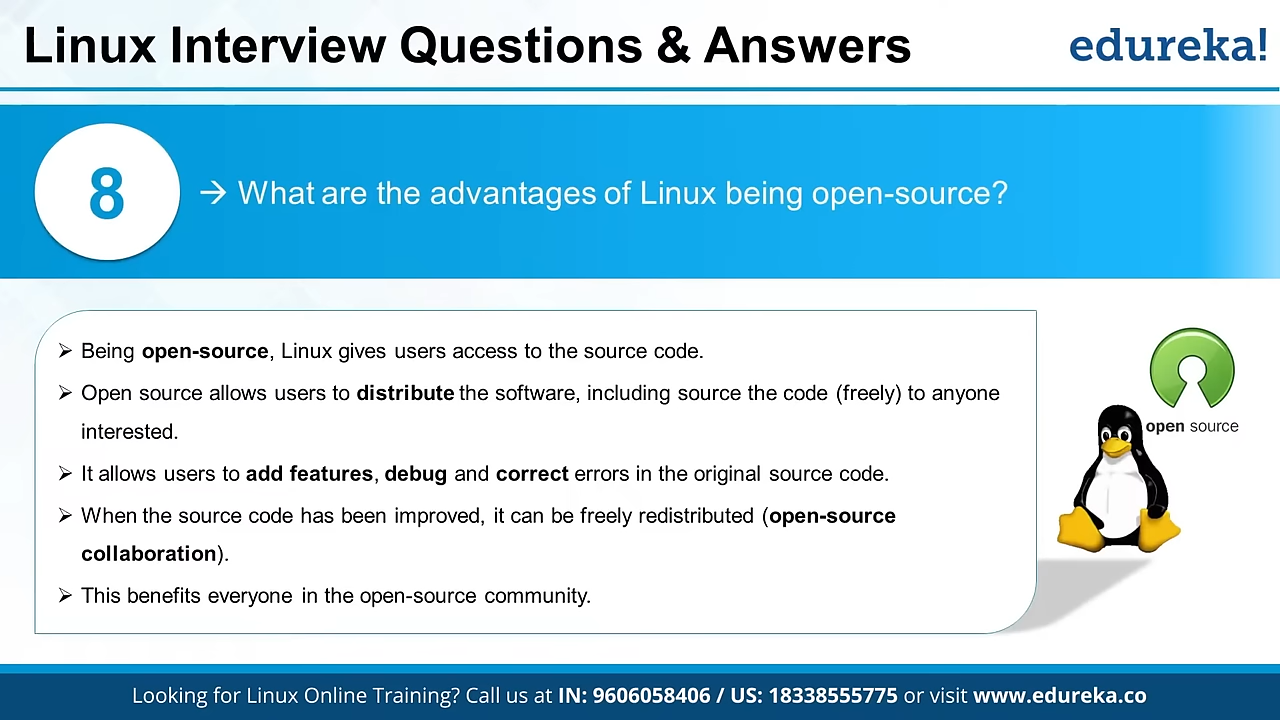 Linux Interview Questions & Answers
edureka!
8
→ What are the advantages of Linux being open-source?
➢ Being open-source, Linux gives users access to the source code.
➢ Open source allows users to distribute the software, including source the code (freely) to anyone
interested.
➢ It allows users to add features, debug and correct errors in the original source code.
➢ When the source code has been improved, it can be freely redistributed (open-source
collaboration).
➢ This benefits everyone in the open-source community.
open source
Looking for Linux Online Training? Call us at IN: 9606058406 / US: 18338555775 or visit www.edureka.co